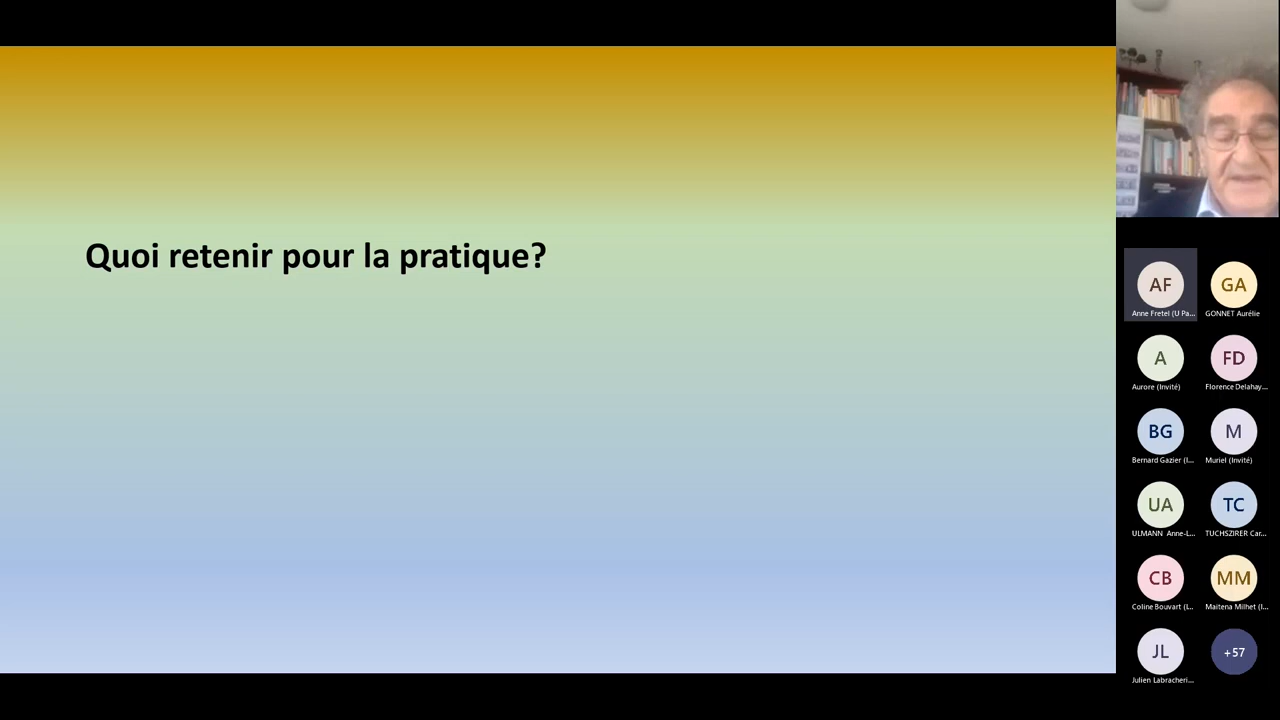 Quoi retenir pour la pratique?
AF
GA
Anne Fretel (U Pa...
GONNET Aurélie
A
FD
Aurore (Invité)
Florence Delahay...
BG
M
Bernard Gazier (I...
Muriel (Invité)
UA
TC
ULMANN Anne-L...
TUCHSZIRER Car...
CB
MM
Coline Bouvart (I...
Maitena Milhet (I...
JL
+57
Julien Labracheri...